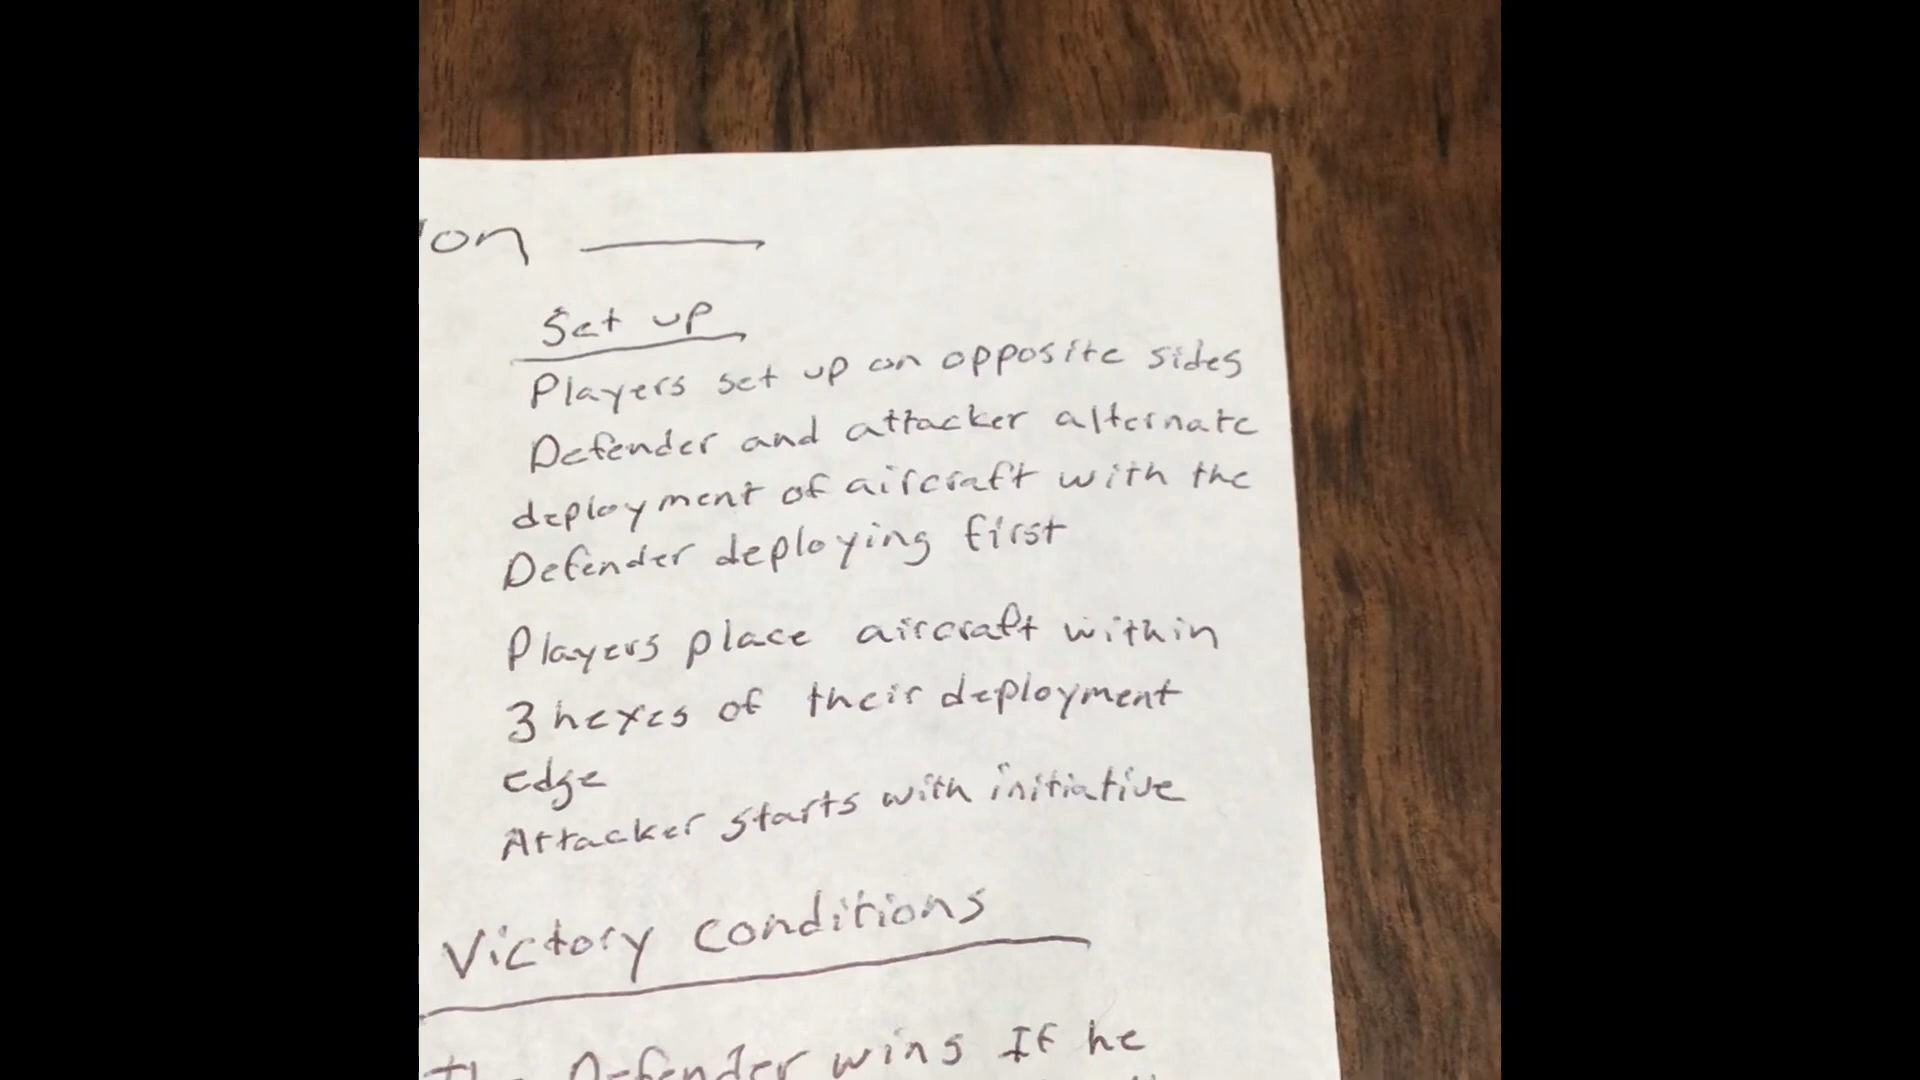 on
Set up
Players set up on opposite sides
Defender and attacker alternate
deployment of aircraft with the
Defender deploying first
Players place aircraft within
3 hexes of their deployment
edge
Attacker starts with initiative
Victory conditions
Defender wins If he